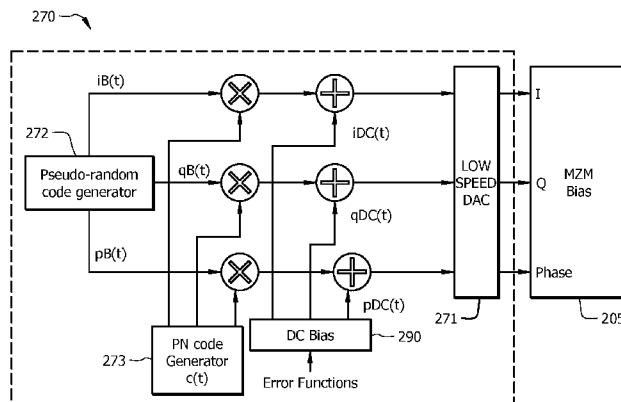 270
iB(t)
I
iDC(t)
272
Pseudo-random
code generator
qB(t)
LOW
SPEED
DAC
Q
MZM
Bias
qDC(t)
pB(t)
Phase
pDC(t)
PN code
Generator
c(t)
273
DC Bias
290
271
205
Error Functions